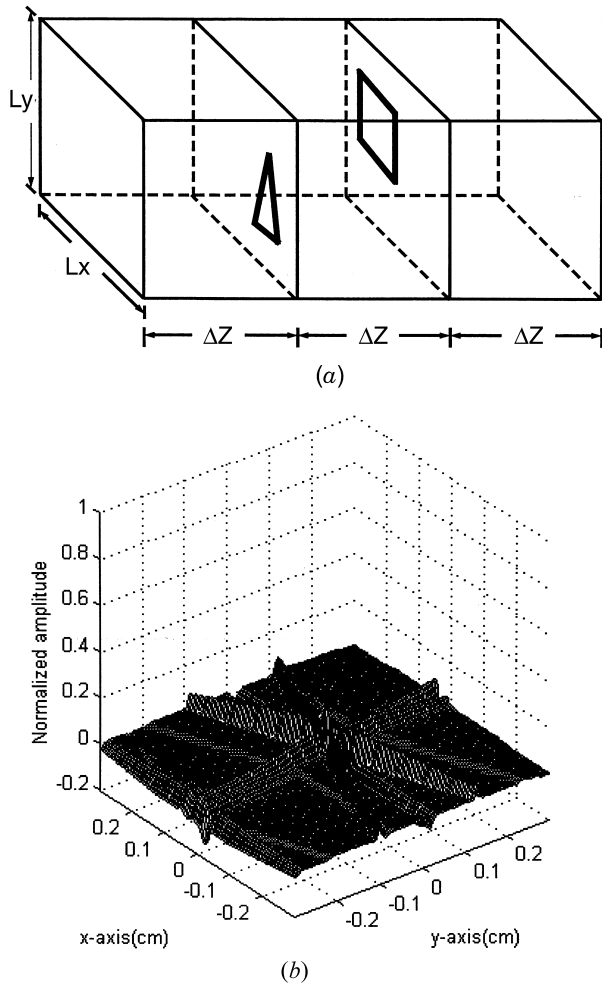 Ly
Lx
ΔZ ΔZ ΔZ
(a)
1
0.8
0.6
0.4
0.2
0
-0.2
Normalized amplitude
0.2
0.1
0
-0.1
-0.2
x-axis(cm)
-0.2
-0.1
0
0.1
0.2
y-axis(cm)
(b)